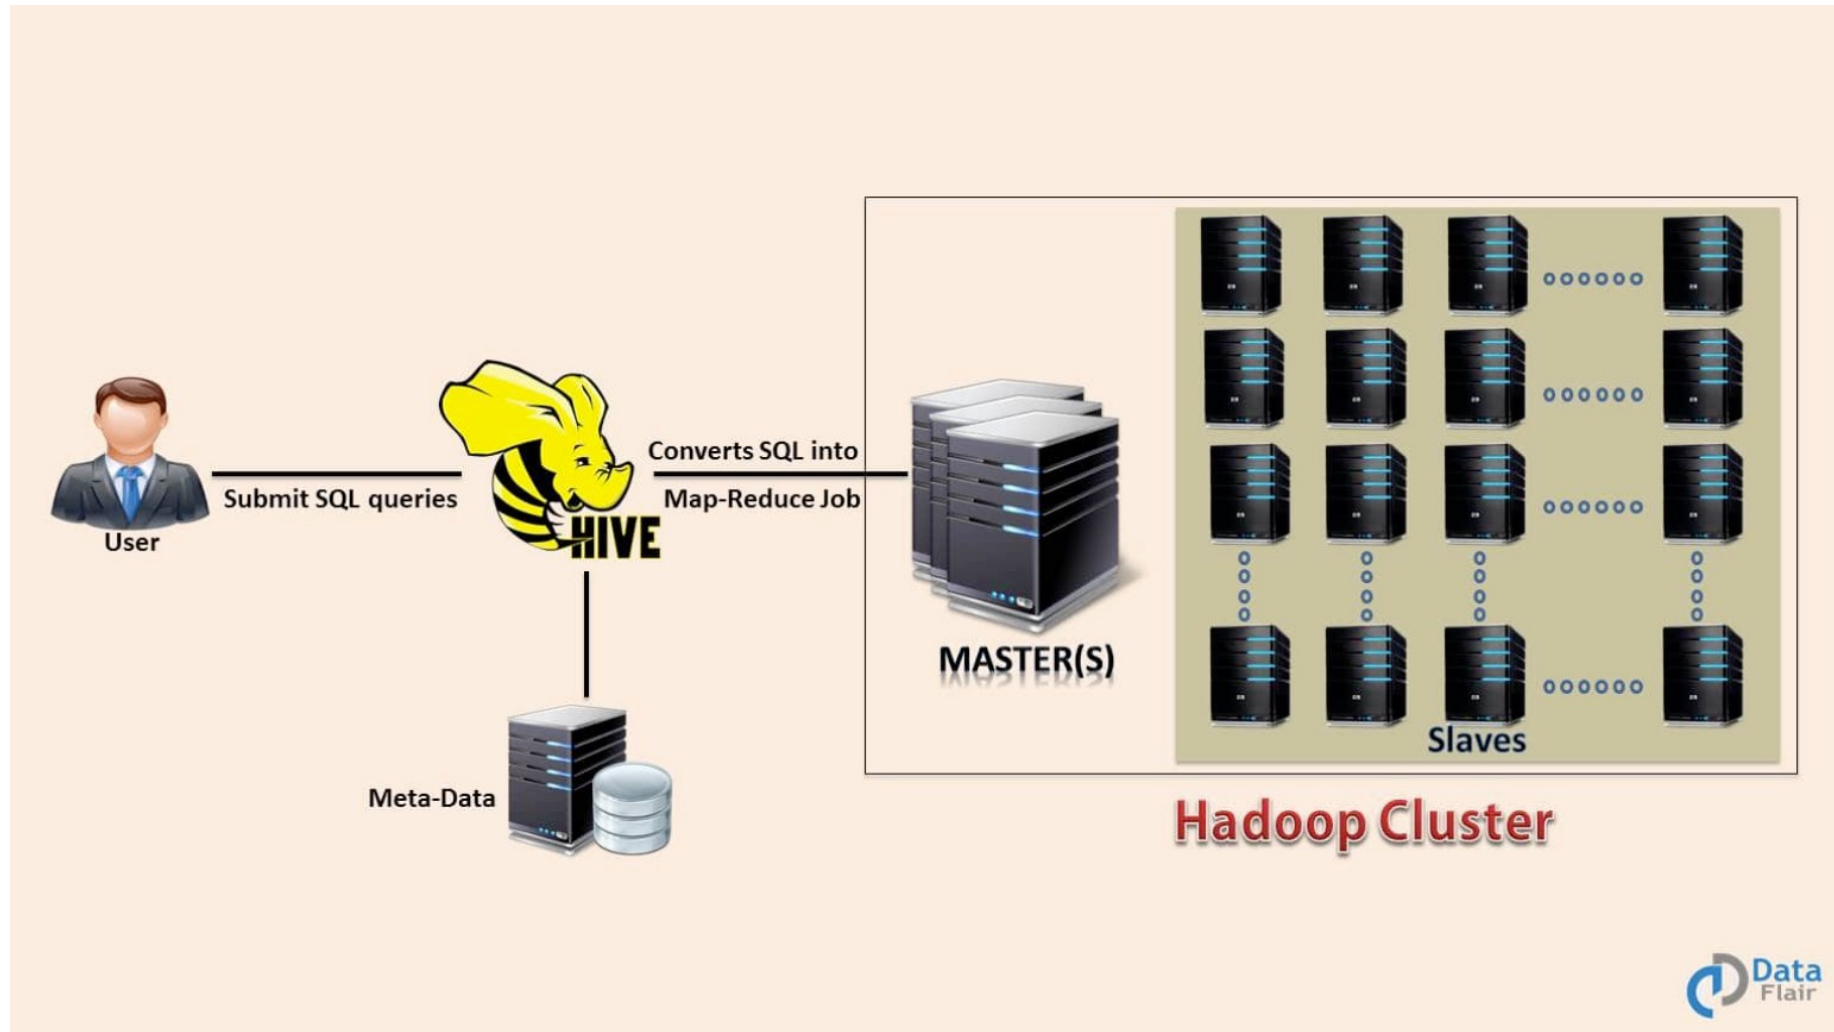 User
Submit SQL queries
HIVE
Converts SQL into
Map-Reduce Job
Meta-Data
MASTER(S)
Slaves
Hadoop Cluster
Data
Flair